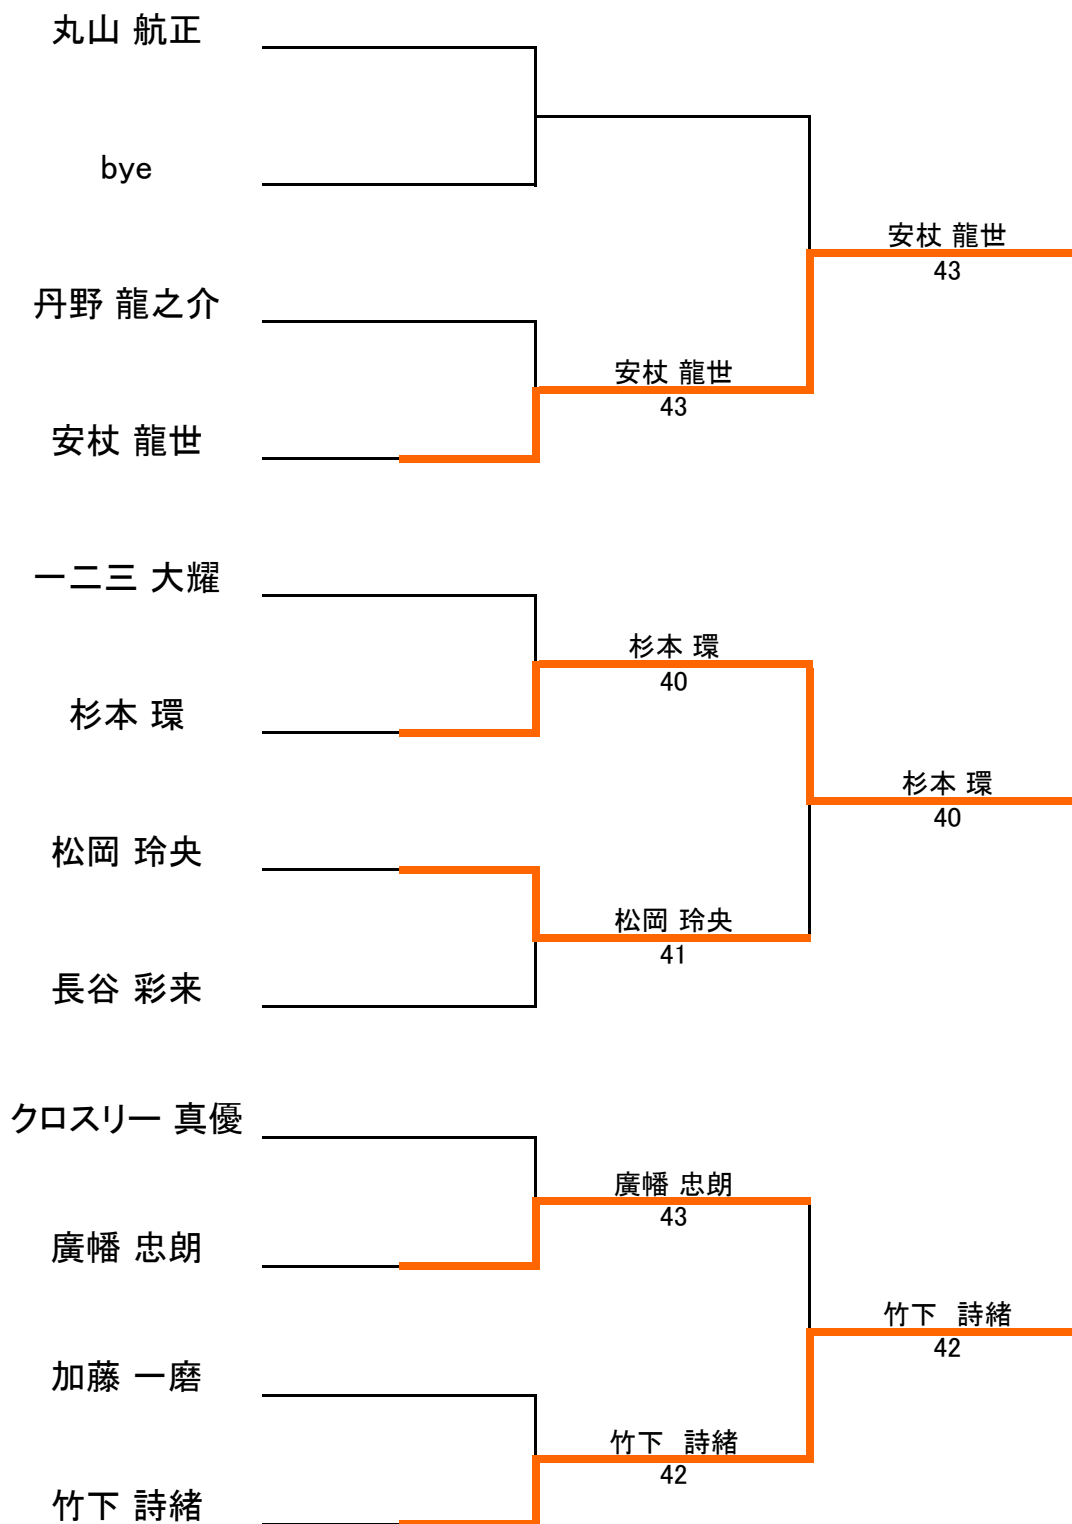 丸山 航正
bye
安杖 龍世
43
丹野 龍之介
安杖 龍世
43
安杖 龍世
一二三 大耀
杉本 環
40
杉本 環
杉本 環
40
松岡 玲央
松岡 玲央
41
長谷 彩来
クロスリー 真優
廣幡 忠朗
43
廣幡 忠朗
竹下　詩緒
42
加藤 一磨
竹下　詩緒
42
竹下 詩緒